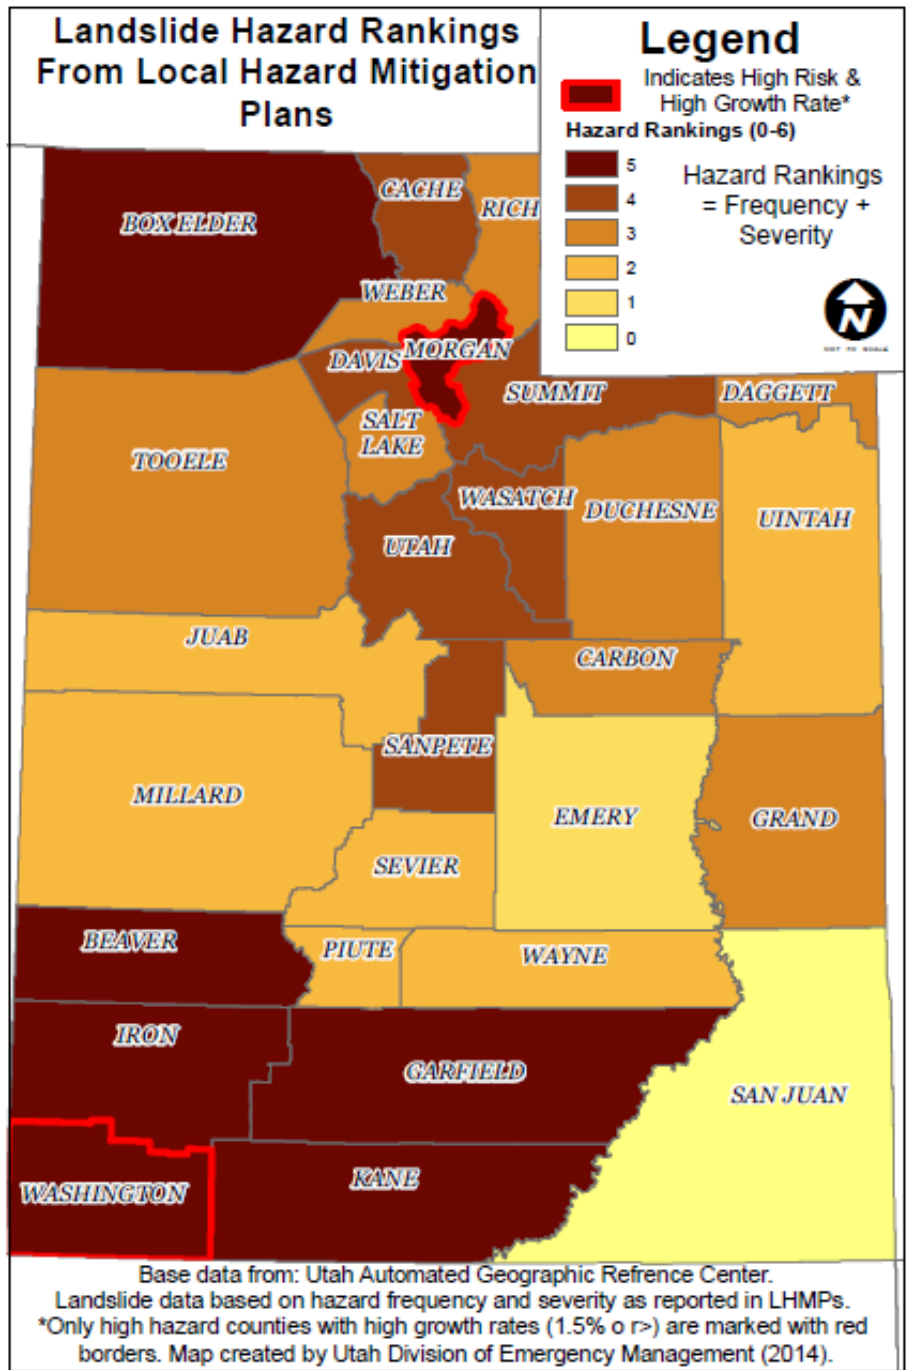 Landslide Hazard Rankings
From Local Hazard Mitigation
Plans
Legend
Indicates High Risk &
High Growth Rate*
Hazard Rankings (0-6)
5
4
3
2
1
0
Hazard Rankings
= Frequency +
Severity
N
NOT TO SCALE
CACHE
RICH
BOX ELDER
WEBER
MORGAN
DAVIS
SUMMIT
DAGGETT
SALT
LAKE
TOOELE
WASATCH
DUCHESNE
UINTAH
UTAH
JUAB
CARBON
SANPETE
MILLARD
EMERY
GRAND
SEVIER
BEAVER
PIUTE
WAYNE
IRON
GARFIELD
SAN JUAN
KANE
WASHINGTON
Base data from: Utah Automated Geographic Refrence Center.
Landslide data based on hazard frequency and severity as reported in LHMPs.
*Only high hazard counties with high growth rates (1.5% o r>) are marked with red
borders. Map created by Utah Division of Emergency Management (2014).